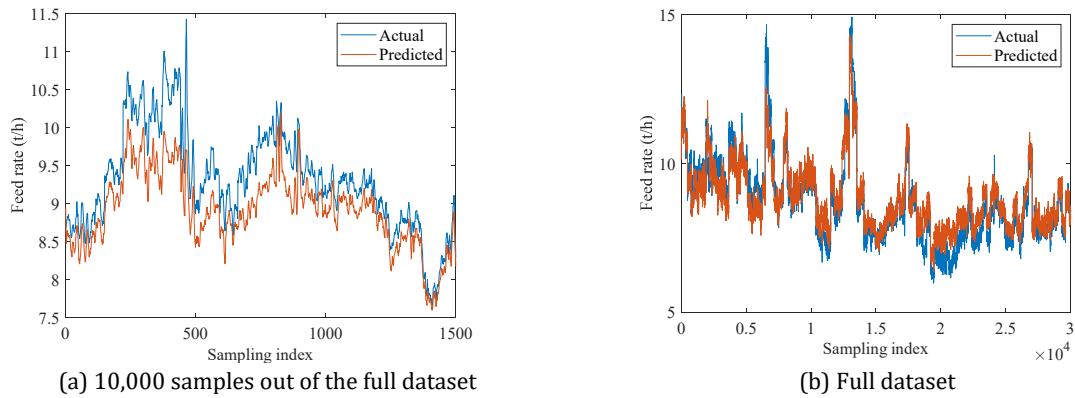 11.5
11
10.5
10
9.5
9
8.5
8
7.5
Feed rate (t/h)
Actual
Predicted
0
500
1000
1500
Sampling index
(a) 10,000 samples out of the full dataset
15
10
5
Feed rate (t/h)
Actual
Predicted
0
0.5
1
1.5
2
2.5
3
×10⁴
Sampling index
(b) Full dataset